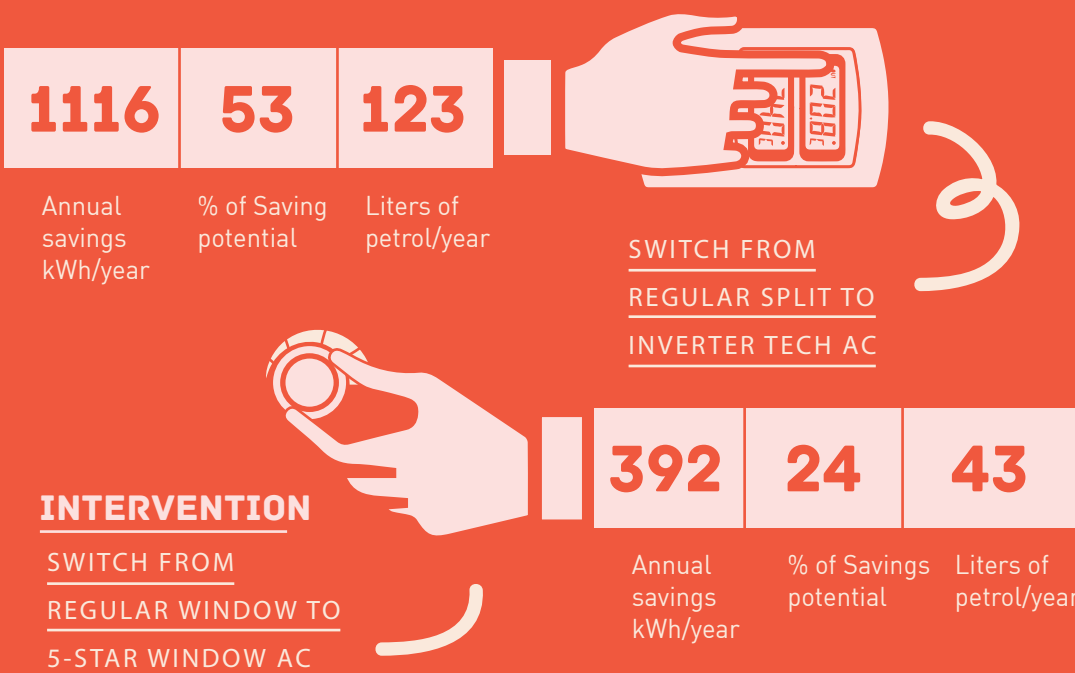 1116 53 123
Annual
savings
kWh/year
% of Saving
potential
Liters of
petrol/year
SWITCH FROM
REGULAR SPLIT TO
INVERTER TECH AC
392 24 43
Annual
savings
kWh/year
% of Savings
potential
Liters of
petrol/year
INTERVENTION
SWITCH FROM
REGULAR WINDOW TO
5-STAR WINDOW AC